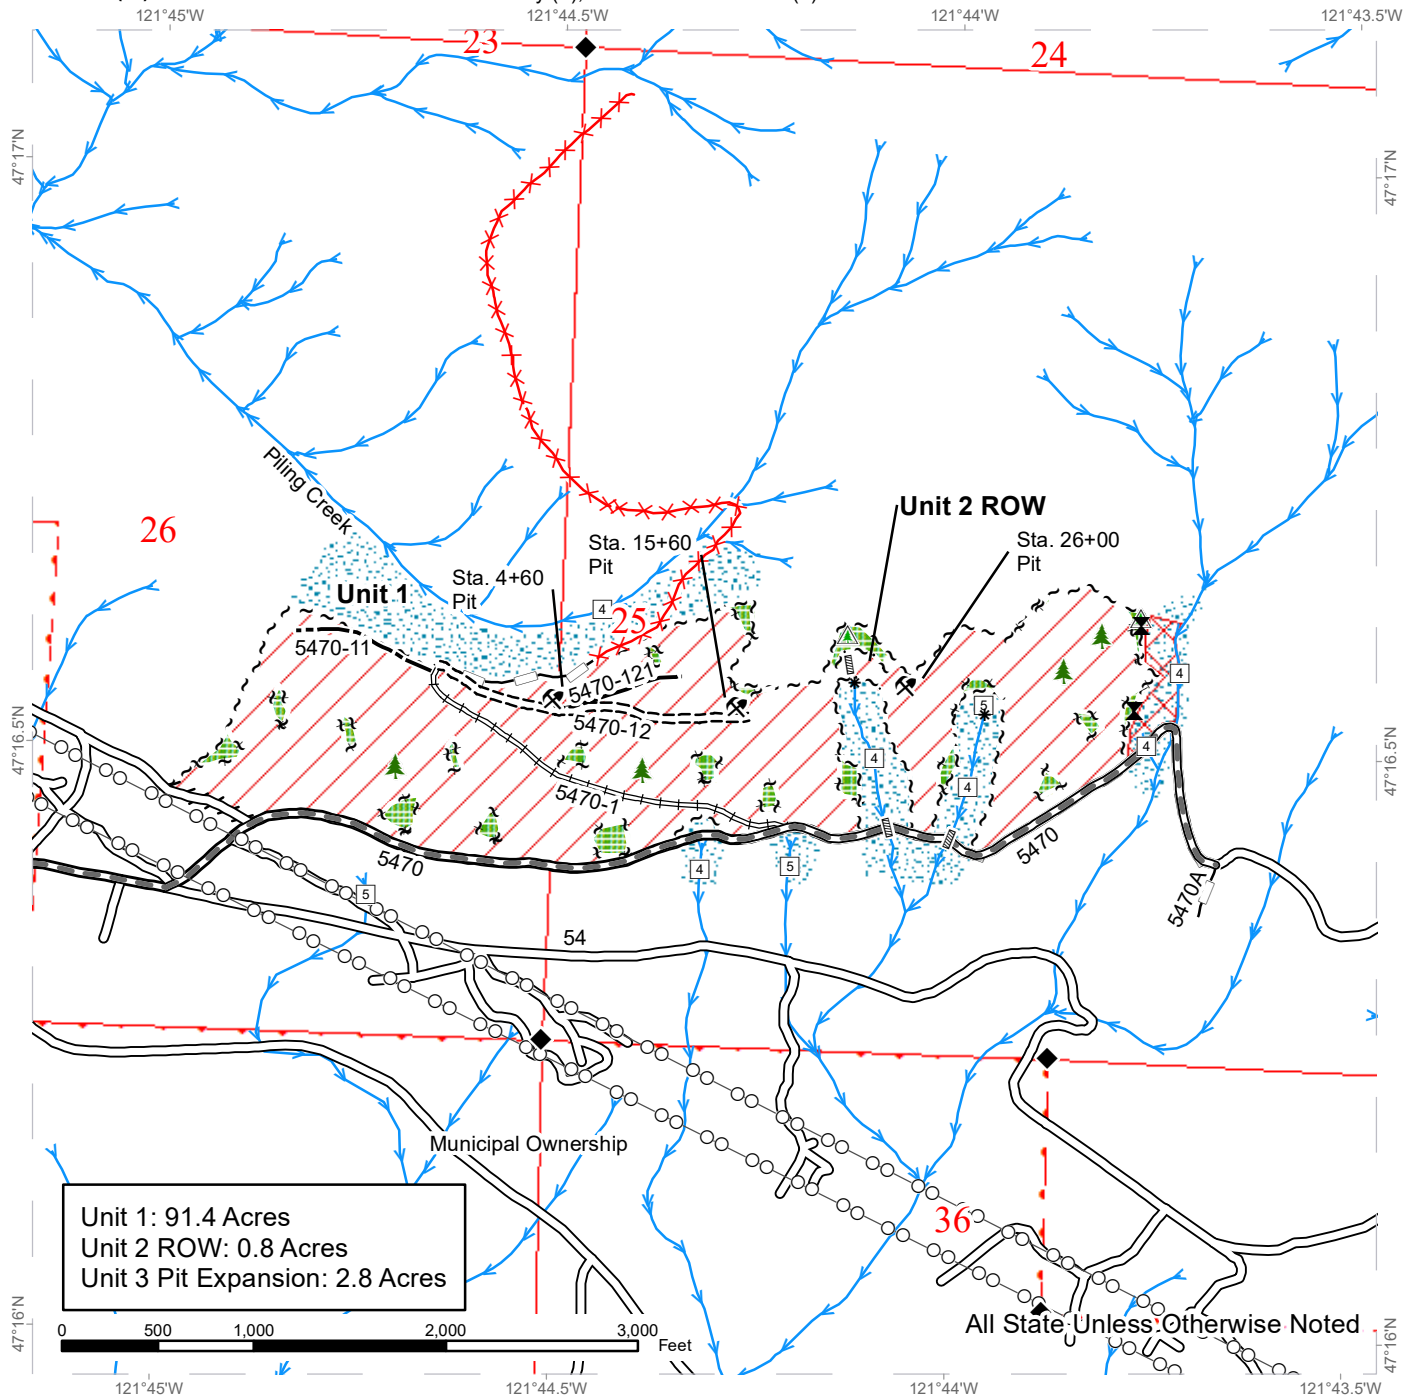 121°45'W
121°44.5'W
121°44'W
121°43.5'W
23
24
47°17'N
47°17'N
Piling Creek
26
Unit 2 ROW
Sta. 15+60
Pit
Sta. 26+00
Pit
Sta. 4+60
Pit
Unit 1
4
25
5470-11
5470-121
5470-12
4
5
4
4
4
47°16.5'N
47°16.5'N
5470-1
5470
5470
4
5
5
5470A
54
Municipal Ownership
36
Unit 1: 91.4 Acres
Unit 2 ROW: 0.8 Acres
Unit 3 Pit Expansion: 2.8 Acres
All State Unless Otherwise Noted
0 500 1,000 2,000 3,000
Feet
47°16'N
47°16'N
121°45'W
121°44.5'W
121°44'W
121°43.5'W